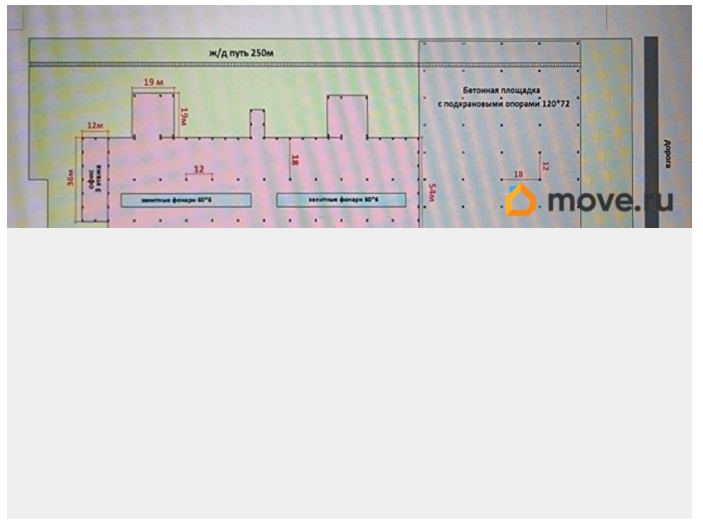 ж/д путь 250м
Бетонная площадка
с подкрановыми опорами 120*72
19 м
19м
12м
36м
офис
3 этажа
12
18
54м
18
12
зенитные фонари 60*6
зенитные фонари 60*6
дорога
move.ru